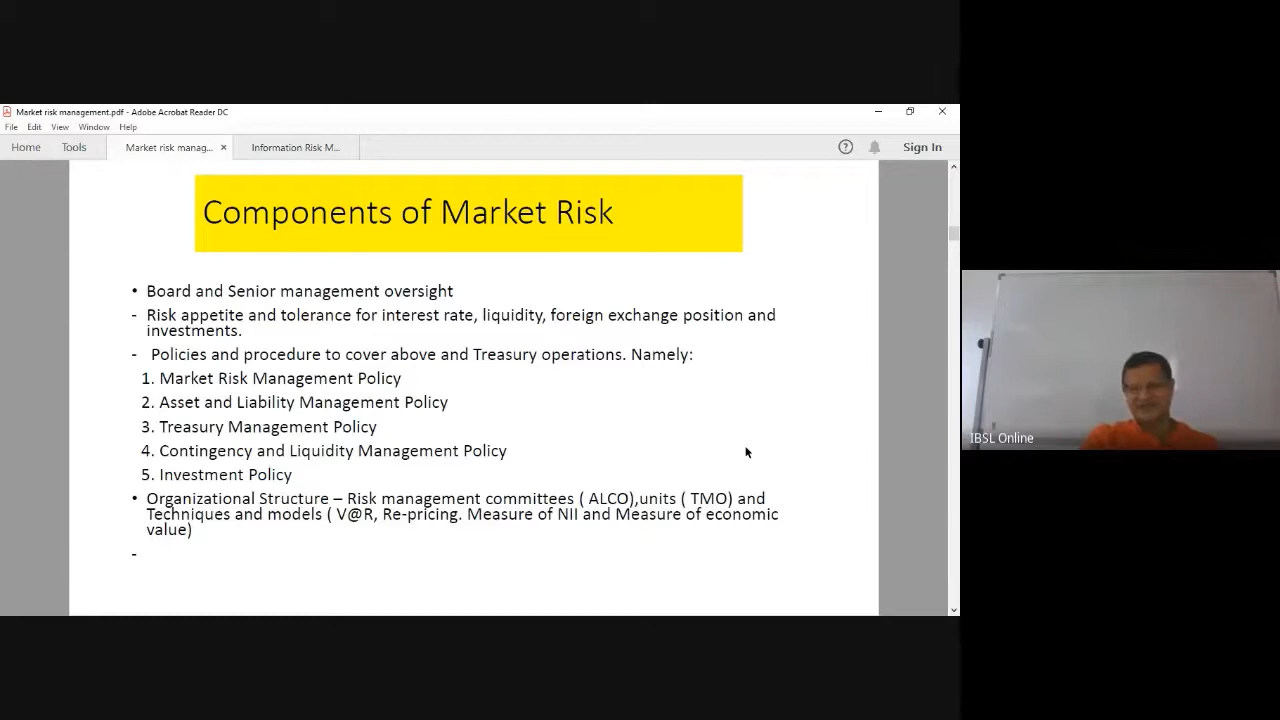 Market risk management.pdf - Adobe Acrobat Reader DC
File Edit View Window Help
Home Tools Market risk manag... × Information Risk M... ? Sign In
Components of Market Risk
• Board and Senior management oversight
- Risk appetite and tolerance for interest rate, liquidity, foreign exchange position and
investments.
- Policies and procedure to cover above and Treasury operations. Namely:
1. Market Risk Management Policy
2. Asset and Liability Management Policy
3. Treasury Management Policy
4. Contingency and Liquidity Management Policy
5. Investment Policy
• Organizational Structure – Risk management committees ( ALCO),units ( TMO) and
Techniques and models ( V@R, Re-pricing. Measure of NII and Measure of economic
value)
-
IBSL Online